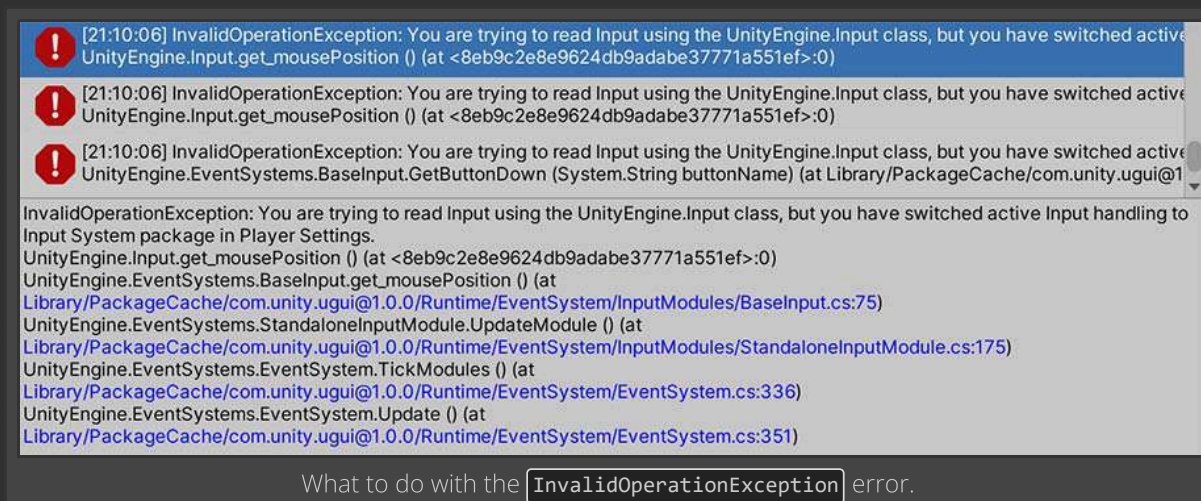 [21:10:06] InvalidOperationException: You are trying to read Input using the UnityEngine.Input class, but you have switched active
UnityEngine.Input.get_mousePosition () (at <8eb9c2e8e9624db9adabe37771a551ef>:0)
[21:10:06] InvalidOperationException: You are trying to read Input using the UnityEngine.Input class, but you have switched active
UnityEngine.Input.get_mousePosition () (at <8eb9c2e8e9624db9adabe37771a551ef>:0)
[21:10:06] InvalidOperationException: You are trying to read Input using the UnityEngine.Input class, but you have switched active
UnityEngine.EventSystems.BaseInput.GetButtonDown (System.String buttonName) (at Library/PackageCache/com.unity.ugui@1
InvalidOperationException: You are trying to read Input using the UnityEngine.Input class, but you have switched active Input handling to
Input System package in Player Settings.
UnityEngine.Input.get_mousePosition () (at <8eb9c2e8e9624db9adabe37771a551ef>:0)
UnityEngine.EventSystems.BaseInput.get_mousePosition () (at
Library/PackageCache/com.unity.ugui@1.0.0/Runtime/EventSystem/InputModules/BaseInput.cs:75)
UnityEngine.EventSystems.StandaloneInputModule.UpdateModule () (at
Library/PackageCache/com.unity.ugui@1.0.0/Runtime/EventSystem/InputModules/StandaloneInputModule.cs:175)
UnityEngine.EventSystems.EventSystem.TickModules () (at
Library/PackageCache/com.unity.ugui@1.0.0/Runtime/EventSystem/EventSystem.cs:336)
UnityEngine.EventSystems.EventSystem.Update () (at
Library/PackageCache/com.unity.ugui@1.0.0/Runtime/EventSystem/EventSystem.cs:351)
What to do with the InvalidOperationException error.